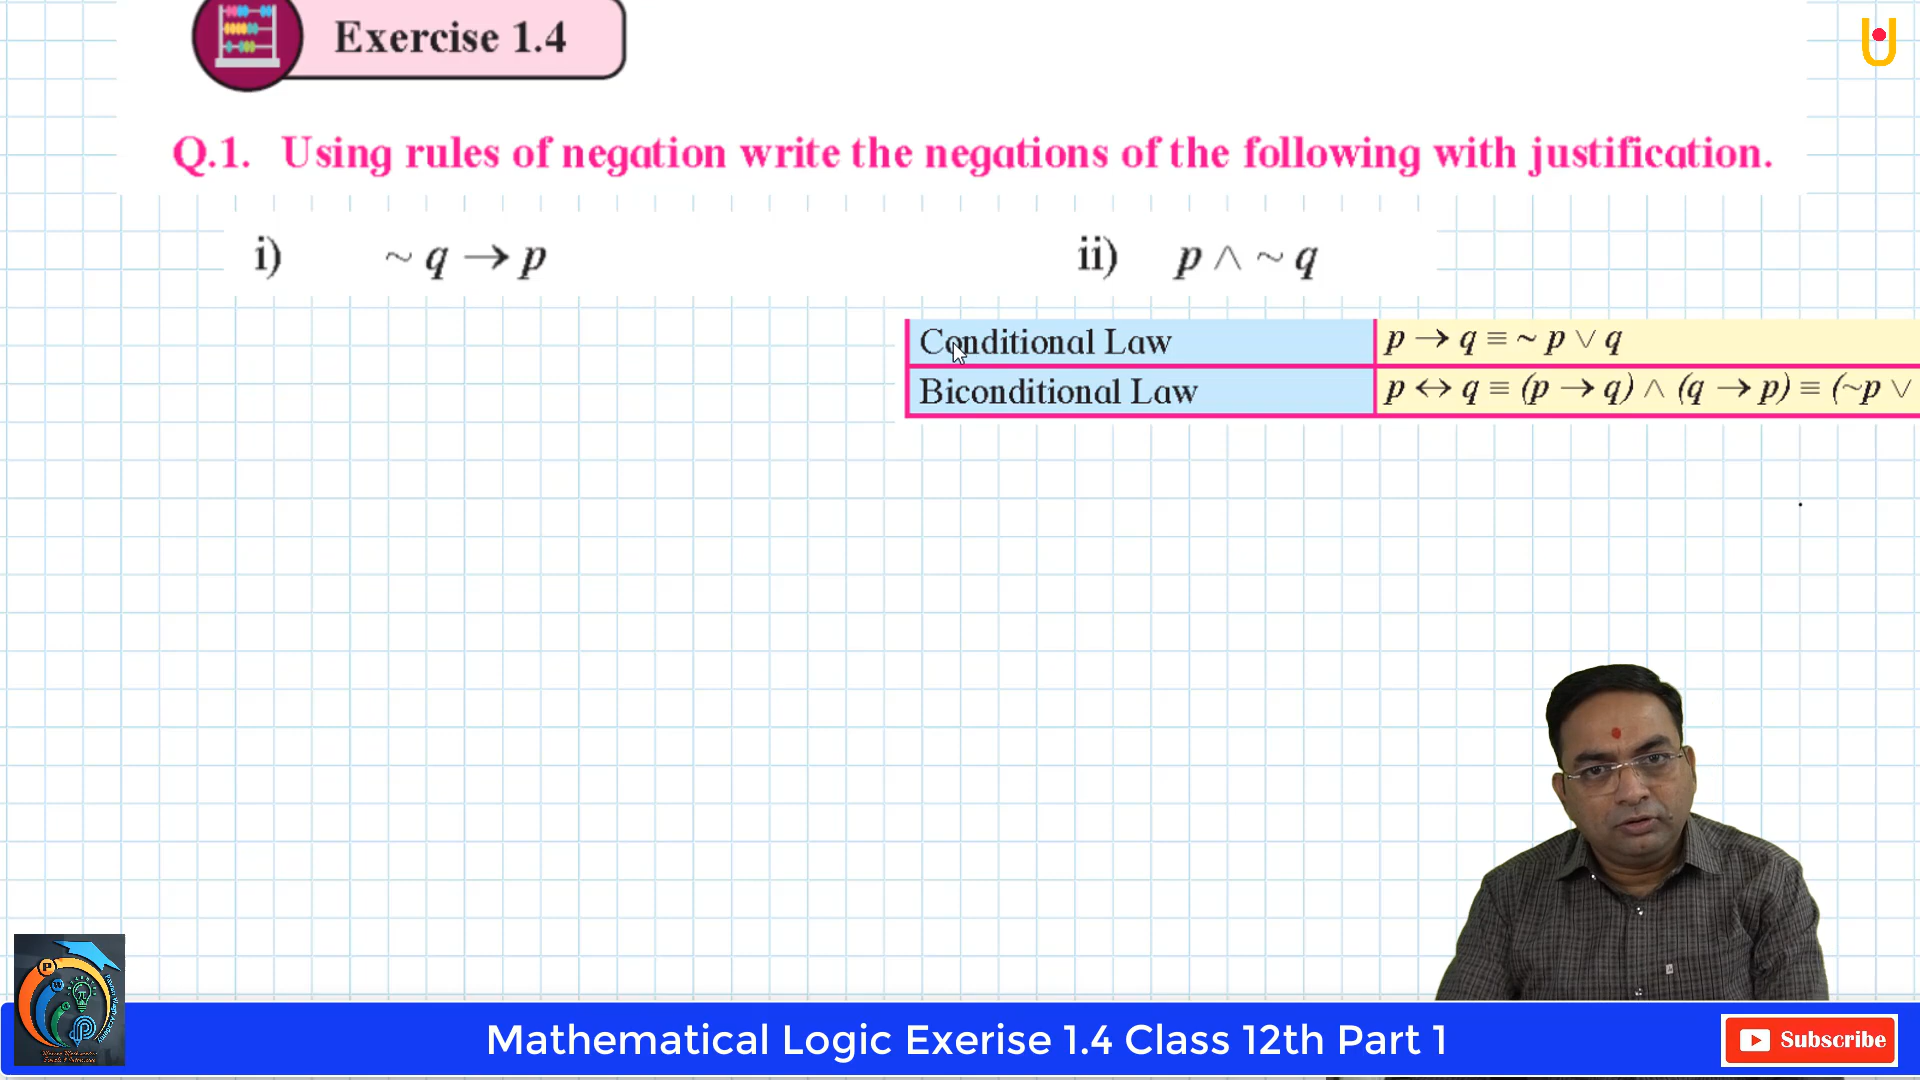 Exercise 1.4
Q.1. Using rules of negation write the negations of the following with justification.
i) ~ q → p
ii) p ∧ ~ q
Conditional Law p → q ≡ ~ p ∨ q
Biconditional Law p ↔ q ≡ (p → q) ∧ (q → p) ≡ (~p ∨
Mathematical Logic Exerise 1.4 Class 12th Part 1
Subscribe